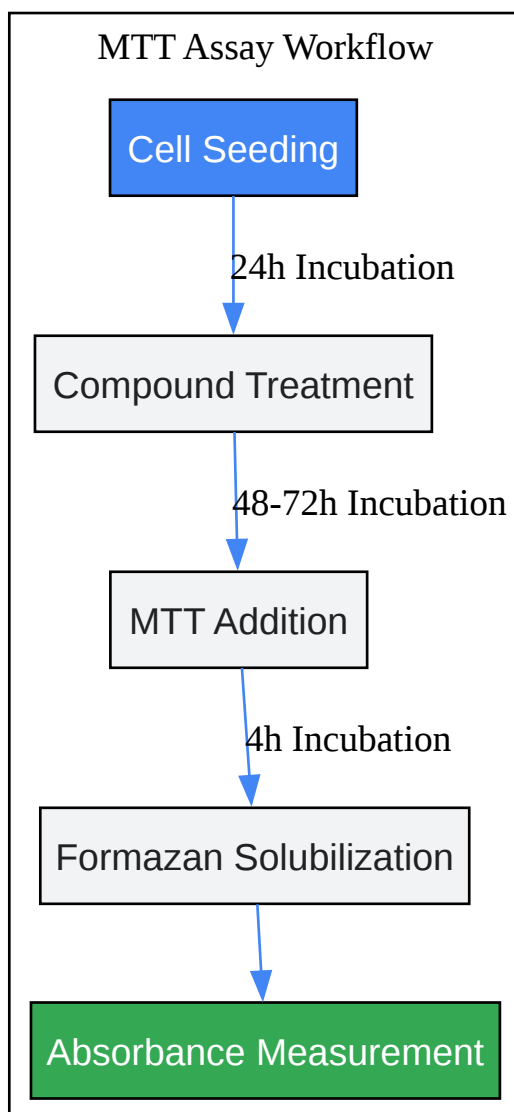 MTT Assay Workflow
Cell Seeding
24h Incubation
Compound Treatment
48-72h Incubation
MTT Addition
4h Incubation
Formazan Solubilization
Absorbance Measurement